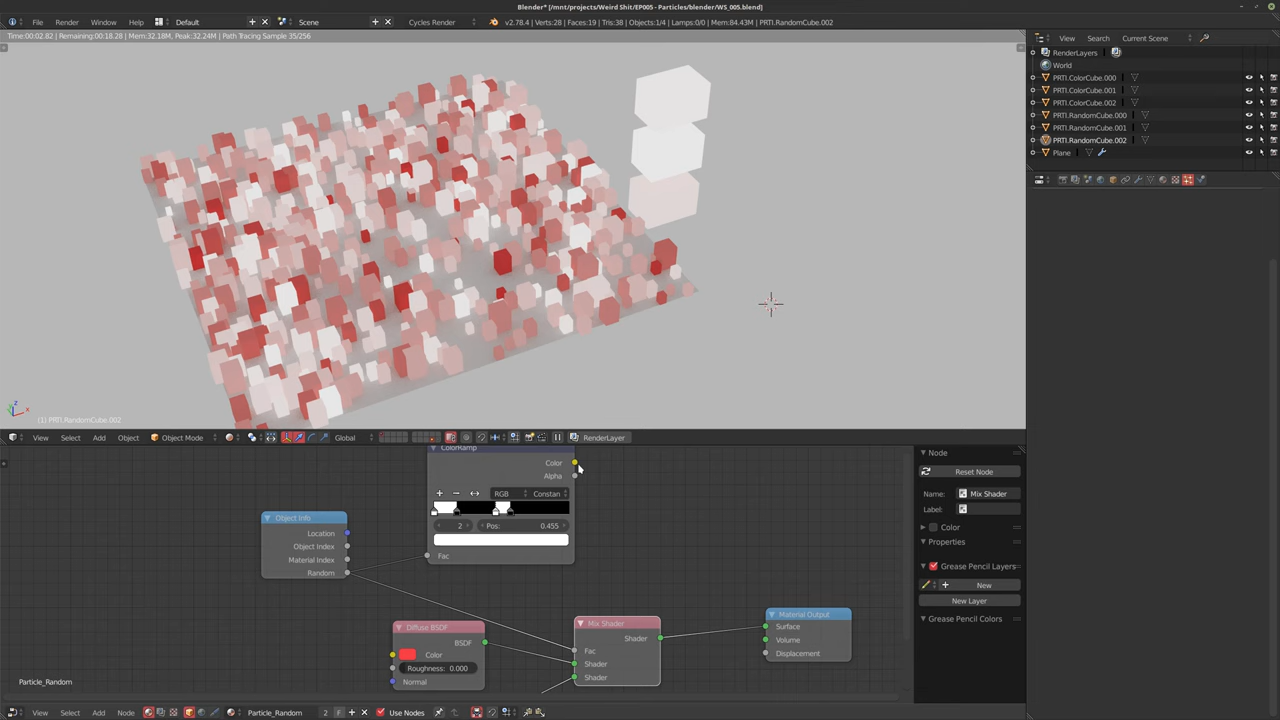 Blender* [/mnt/projects/Weird Shit/EP005 - Particles/blender/WS_005.blend]
File Render Window Help Default Scene Cycles Render v2.78.4 | Verts:28 | Faces:19 | Tris:38 | Objects:1/4 | Lamps:0/0 | Mem:84.43M | PRTI.RandomCube.002
Time:00:02.82 | Remaining:00:18.28 | Mem:32.18M, Peak:32.24M | Path Tracing Sample 35/256
View Search Current Scene
RenderLayers
World
PRTI.ColorCube.000
PRTI.ColorCube.001
PRTI.ColorCube.002
PRTI.RandomCube.000
PRTI.RandomCube.001
PRTI.RandomCube.002
Plane
z
x
(1) PRTI.RandomCube.002
View Select Add Object Object Mode Global RenderLayer
ColorRamp
Color
Alpha
RGB Constan
2 Pos: 0.455
Fac
Object Info
Location
Object Index
Material Index
Random
Diffuse BSDF
BSDF
Color
Roughness: 0.000
Normal
Mix Shader
Shader
Fac
Shader
Shader
Material Output
Surface
Volume
Displacement
Node
Reset Node
Name: Mix Shader
Label:
Color
Properties
Grease Pencil Layers
New
New Layer
Grease Pencil Colors
Particle_Random
View Select Add Node Particle_Random 2 F Use Nodes